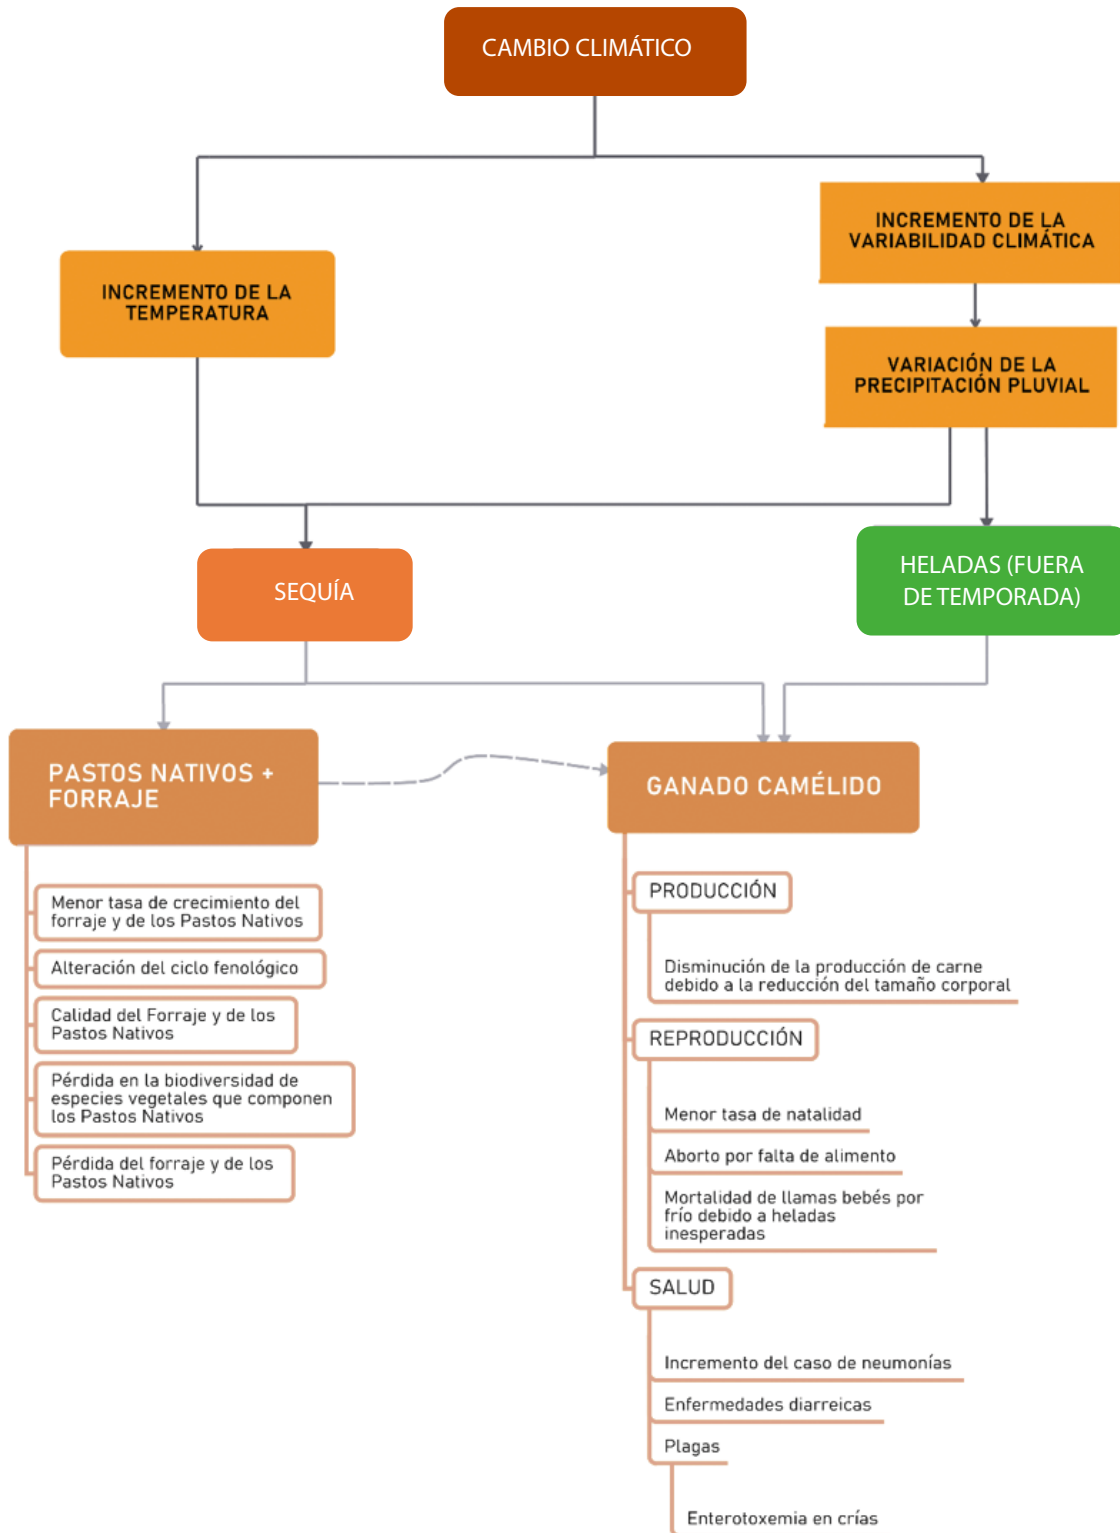 CAMBIO CLIMÁTICO
INCREMENTO DE LA
VARIABILIDAD CLIMÁTICA
INCREMENTO DE LA
TEMPERATURA
VARIACIÓN DE LA
PRECIPITACIÓN PLUVIAL
SEQUÍA
HELADAS (FUERA
DE TEMPORADA)
PASTOS NATIVOS +
FORRAJE
Menor tasa de crecimiento del
forraje y de los Pastos Nativos
Alteración del ciclo fenológico
Calidad del Forraje y de los
Pastos Nativos
Pérdida en la biodiversidad de
especies vegetales que componen
los Pastos Nativos
Pérdida del forraje y de los
Pastos Nativos
GANADO CAMÉLIDO
PRODUCCIÓN
Disminución de la producción de carne
debido a la reducción del tamaño corporal
REPRODUCCIÓN
Menor tasa de natalidad
Aborto por falta de alimento
Mortalidad de llamas bebés por
frío debido a heladas
inesperadas
SALUD
Incremento del caso de neumonías
Enfermedades diarreicas
Plagas
Enterotoxemia en crías